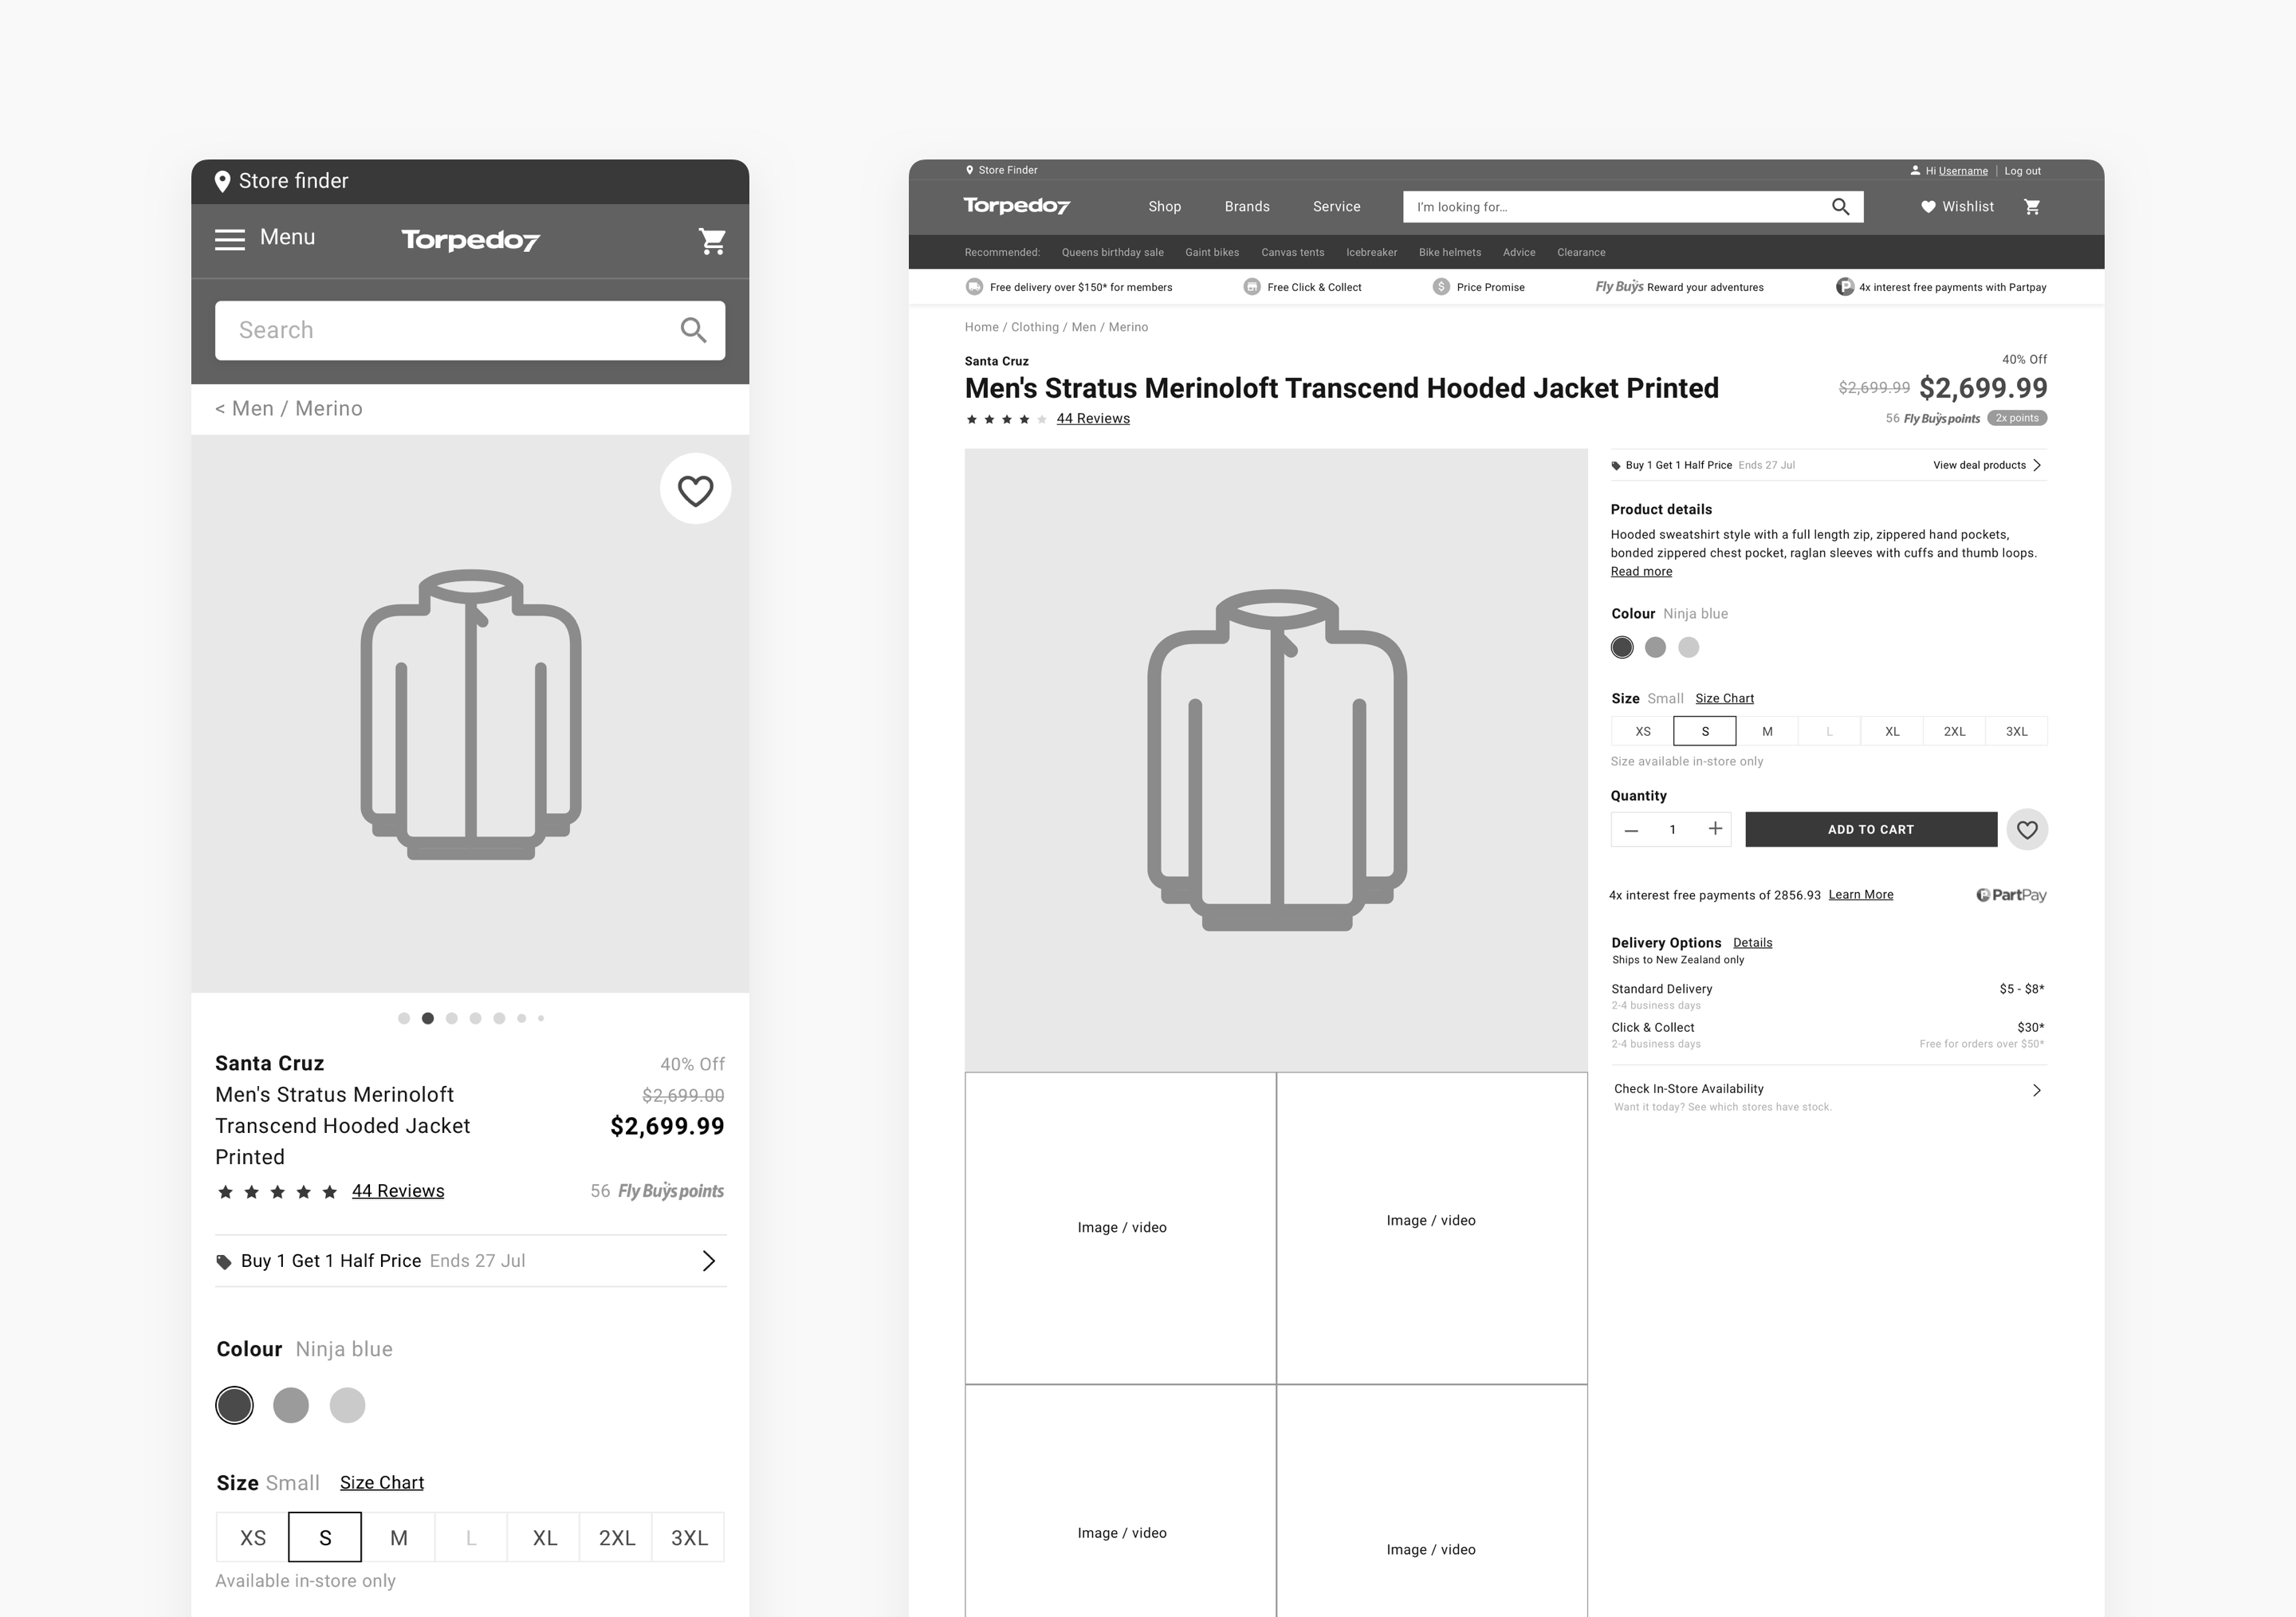 Store finder
Menu
Torpedo7
Search
< Men / Merino
Santa Cruz
40% Off
Men's Stratus Merinoloft
$2,699.00
Transcend Hooded Jacket
$2,699.99
Printed
44 Reviews
56 Fly Buys points
Buy 1 Get 1 Half Price Ends 27 Jul
Colour Ninja blue
Size Small Size Chart
XS S M L XL 2XL 3XL
Available in-store only
Store Finder
Hi Username | Log out
Torpedo7
Shop Brands Service
I'm looking for...
Wishlist
Recommended: Queens birthday sale Gaint bikes Canvas tents Icebreaker Bike helmets Advice Clearance
Free delivery over $150* for members
Free Click & Collect
$ Price Promise
Fly Buys Reward your adventures
P 4x interest free payments with Partpay
Home / Clothing / Men / Merino
Santa Cruz
40% Off
Men's Stratus Merinoloft Transcend Hooded Jacket Printed
$2,699.99 $2,699.99
44 Reviews
56 Fly Buys points 2x points
Buy 1 Get 1 Half Price Ends 27 Jul
View deal products
Product details
Hooded sweatshirt style with a full length zip, zippered hand pockets,
bonded zippered chest pocket, raglan sleeves with cuffs and thumb loops.
Read more
Colour Ninja blue
Size Small Size Chart
XS S M L XL 2XL 3XL
Size available in-store only
Quantity
— 1 +
ADD TO CART
4x interest free payments of 2856.93 Learn More
P PartPay
Delivery Options Details
Ships to New Zealand only
Standard Delivery
$5 - $8*
2-4 business days
Click & Collect
$30*
2-4 business days
Free for orders over $50*
Check In-Store Availability
Want it today? See which stores have stock.
Image / video
Image / video
Image / video
Image / video